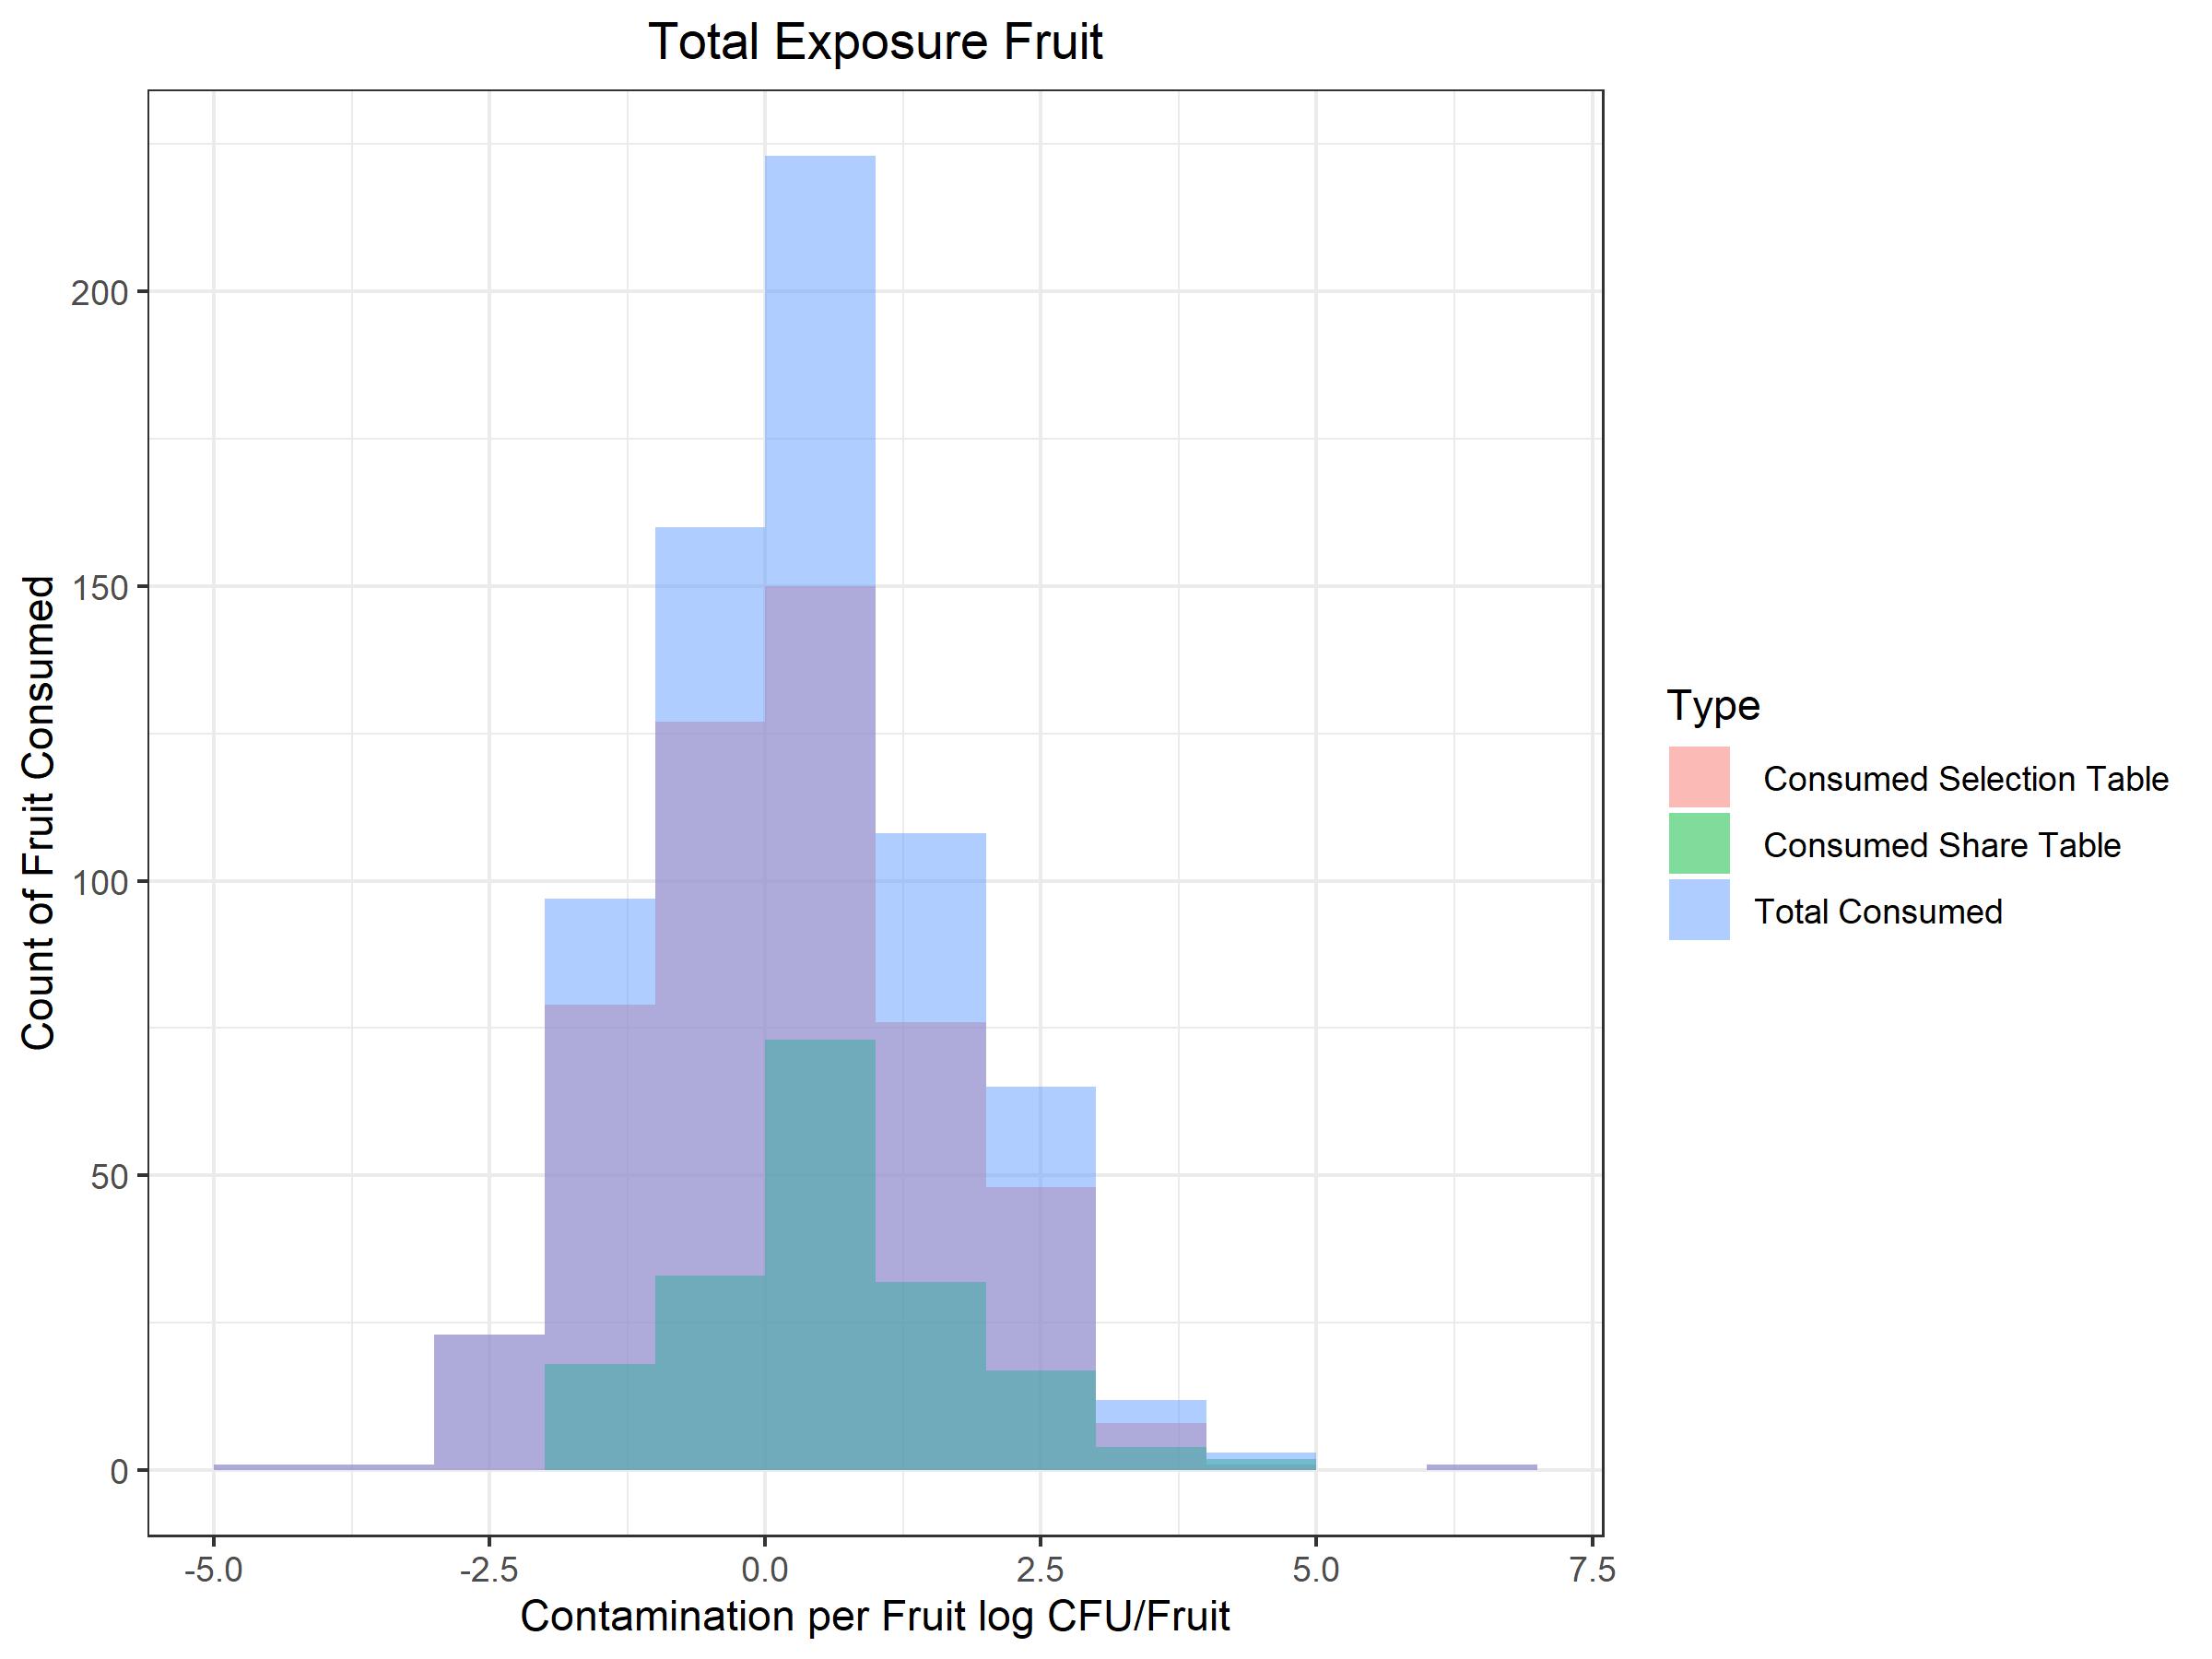 Total Exposure Fruit
Count of Fruit Consumed
200
150
100
50
0
-5.0 -2.5 0.0 2.5 5.0 7.5
Contamination per Fruit log CFU/Fruit
Type
Consumed Selection Table
Consumed Share Table
Total Consumed